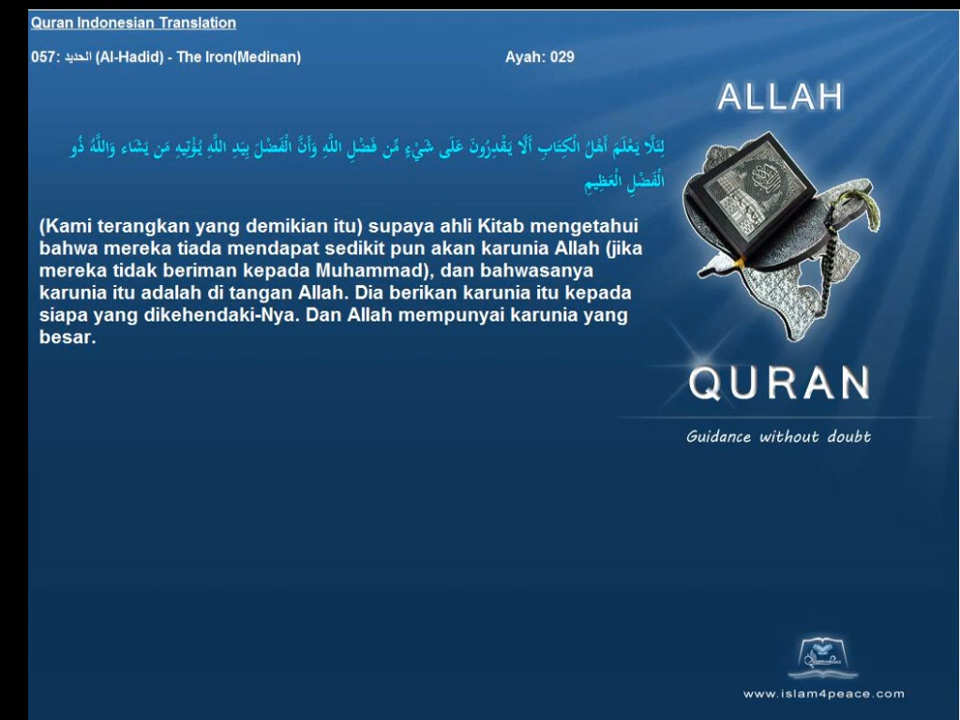 Quran Indonesian Translation
057: الحديد (Al-Hadid) - The Iron(Medinan)
Ayah: 029
ALLAH
لِئَلَّا يَعْلَمَ أَهْلُ الْكِتَابِ أَلَّا يَقْدِرُونَ عَلَى شَيْءٍ مِّن فَضْلِ اللَّهِ وَأَنَّ الْفَضْلَ بِيَدِ اللَّهِ يُؤْتِيهِ مَن يَشَاء وَاللَّهُ ذُو
الْفَضْلِ الْعَظِيمِ
(Kami terangkan yang demikian itu) supaya ahli Kitab mengetahui
bahwa mereka tiada mendapat sedikit pun akan karunia Allah (jika
mereka tidak beriman kepada Muhammad), dan bahwasanya
karunia itu adalah di tangan Allah. Dia berikan karunia itu kepada
siapa yang dikehendaki-Nya. Dan Allah mempunyai karunia yang
besar.
QURAN
Guidance without doubt
www.islam4peace.com